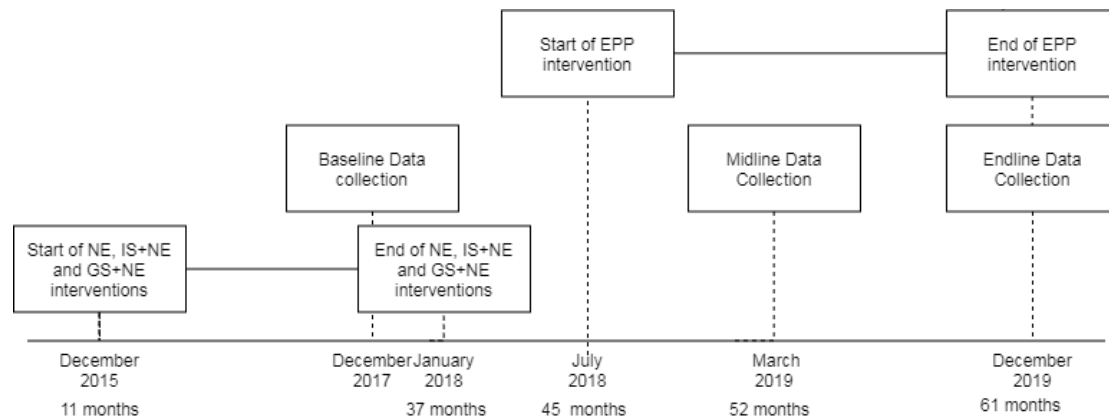 Start of EPP
intervention
End of EPP
intervention
Baseline Data
collection
Midline Data
Collection
Endline Data
Collection
Start of NE, IS+NE
and GS+NE
interventions
End of NE, IS+NE
and GS+NE
interventions
December
2015
11 months
December
2017
January
2018
37 months
July
2018
45 months
March
2019
52 months
December
2019
61 months